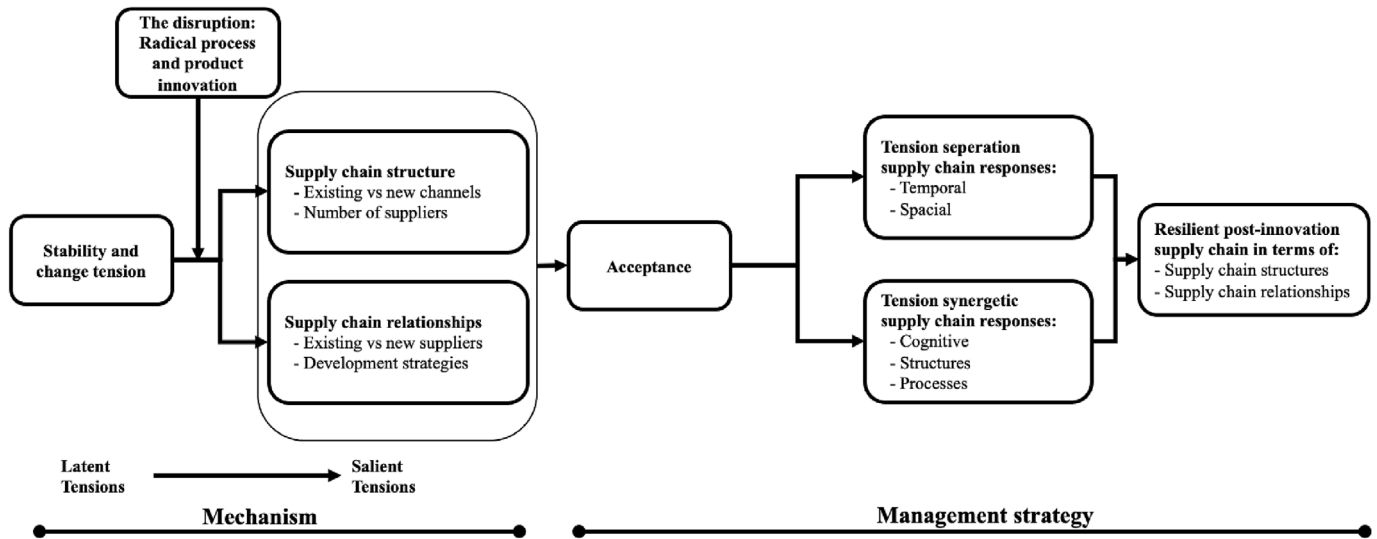 The disruption:
Radical process
and product
innovation
Stability and
change tension
Supply chain structure
- Existing vs new channels
- Number of suppliers
Supply chain relationships
- Existing vs new suppliers
- Development strategies
Acceptance
Tension seperation
supply chain responses:
- Temporal
- Spacial
Tension synergetic
supply chain responses:
- Cognitive
- Structures
- Processes
Resilient post-innovation
supply chain in terms of:
- Supply chain structures
- Supply chain relationships
Latent
Tensions
Salient
Tensions
Mechanism
Management strategy